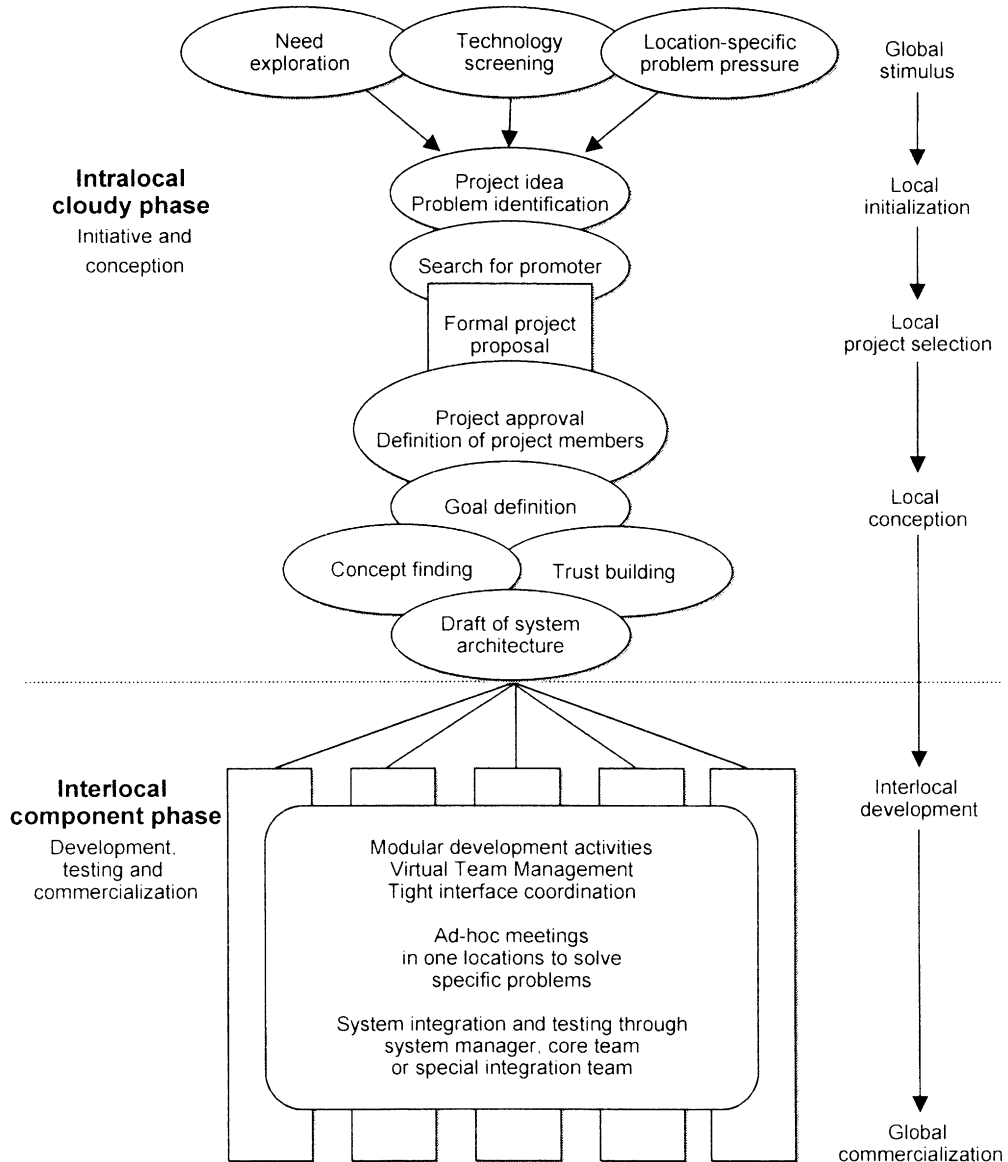 Need
exploration
Technology
screening
Location-specific
problem pressure
Global
stimulus
Intralocal
cloudy phase
Initiative and
conception
Project idea
Problem identification
Local
initialization
Search for promoter
Formal project
proposal
Local
project selection
Project approval
Definition of project members
Goal definition
Local
conception
Concept finding
Trust building
Draft of system
architecture
Interlocal
component phase
Development,
testing and
commercialization
Modular development activities
Virtual Team Management
Tight interface coordination
Ad-hoc meetings
in one locations to solve
specific problems
System integration and testing through
system manager, core team
or special integration team
Interlocal
development
Global
commercialization